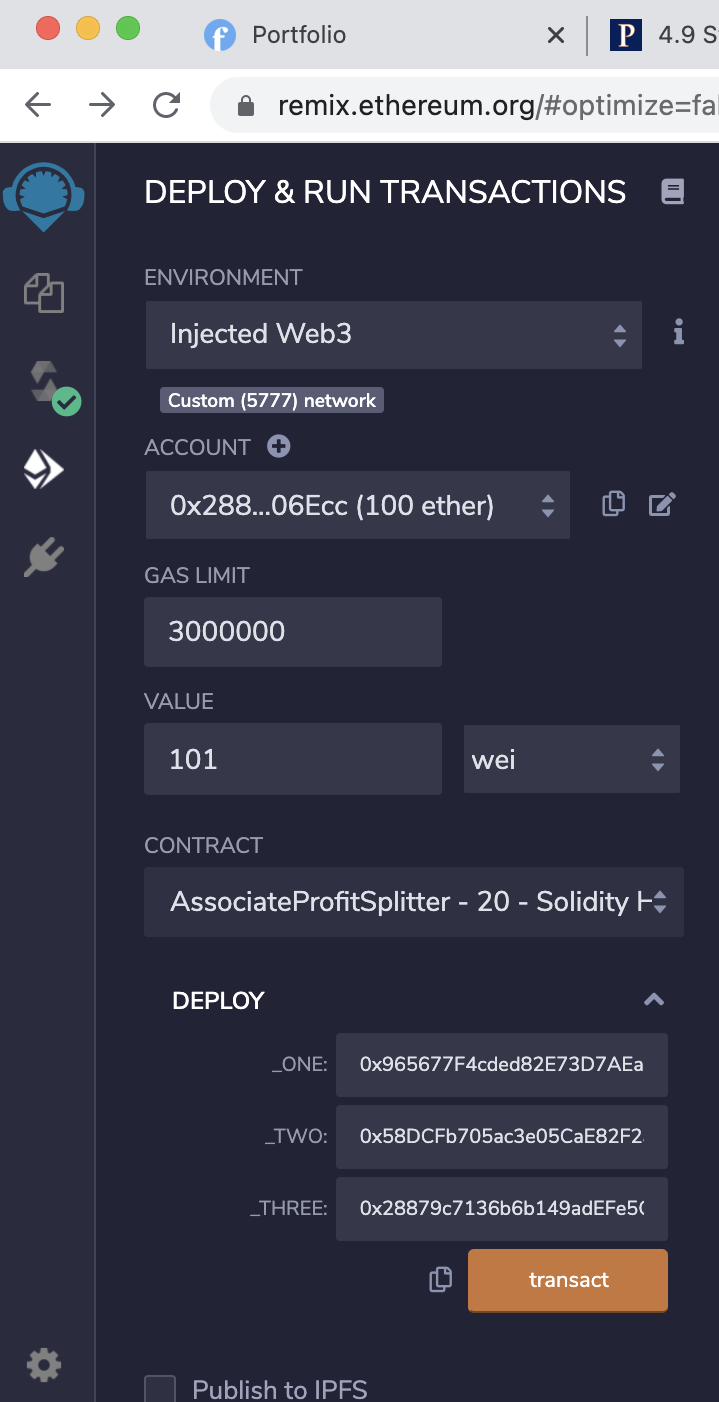 Portfolio
4.9 S
remix.ethereum.org/#optimize=fal
DEPLOY & RUN TRANSACTIONS
ENVIRONMENT
Injected Web3
Custom (5777) network
ACCOUNT
0x288...06Ecc (100 ether)
GAS LIMIT
3000000
VALUE
101
wei
CONTRACT
AssociateProfitSplitter - 20 - Solidity H
DEPLOY
_ONE: 0x965677F4cded82E73D7AEa
_TWO: 0x58DCFb705ac3e05CaE82F2
_THREE: 0x28879c7136b6b149adEFe5
transact
Publish to IPFS